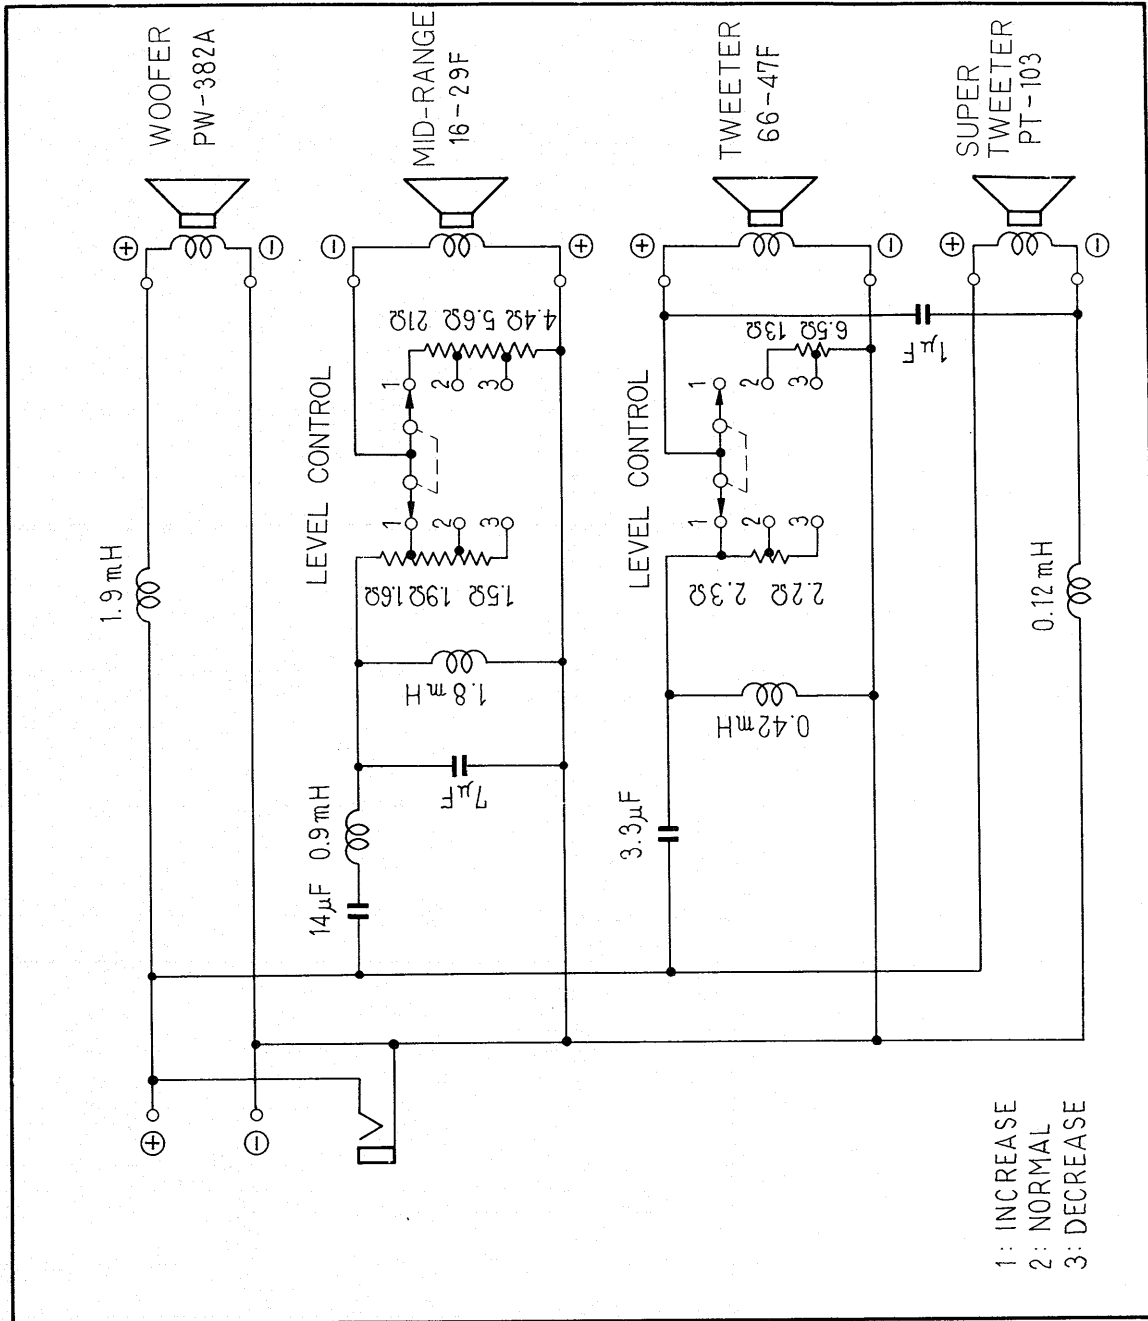 WOOFER
PW-382A
1.9mH
⊕
⊖
⊕
⊖
MID-RANGE
16-29F
⊖
⊕
LEVEL CONTROL
1
2
3
1
2
3
21Ω 5.6Ω 4.4Ω
1.6Ω
1.9Ω
1.5Ω
1.8mH
7μF
14μF 0.9mH
TWEETER
66-47F
⊕
⊖
LEVEL CONTROL
1
2
3
1
2
3
13Ω 6.5Ω
2.3Ω
2.2Ω
0.42mH
3.3μF
1μF
SUPER
TWEETER
PT-103
⊕
⊖
0.12mH
1: INCREASE
2: NORMAL
3: DECREASE